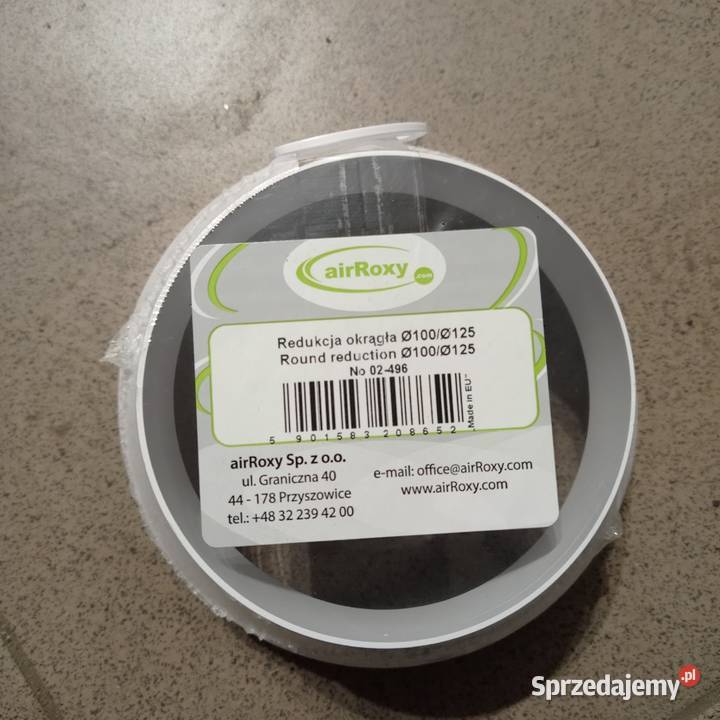 airRoxy.com
Redukcja okrągła Ø100/Ø125
Round reduction Ø100/Ø125
No 02-496
Made in EU
5 901583 208652
airRoxy Sp. z o.o.
ul. Graniczna 40
44 - 178 Przyszowice
tel.: +48 32 239 42 00
e-mail: office@airRoxy.com
www.airRoxy.com
Sprzedajemy.pl